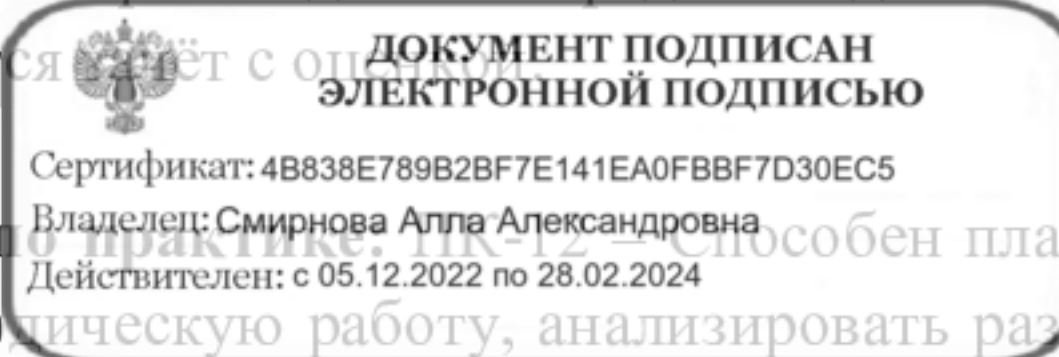 ся зачёт с оценкой.
ДОКУМЕНТ ПОДПИСАН
ЭЛЕКТРОННОЙ ПОДПИСЬЮ
Сертификат: 4B838E789B2BF7E141EA0FBBF7D30EC5
Владелец: Смирнова Алла Александровна
по практике: ПК-12 – Способен пла
Действителен: с 05.12.2022 по 28.02.2024
дическую работу, анализировать раз